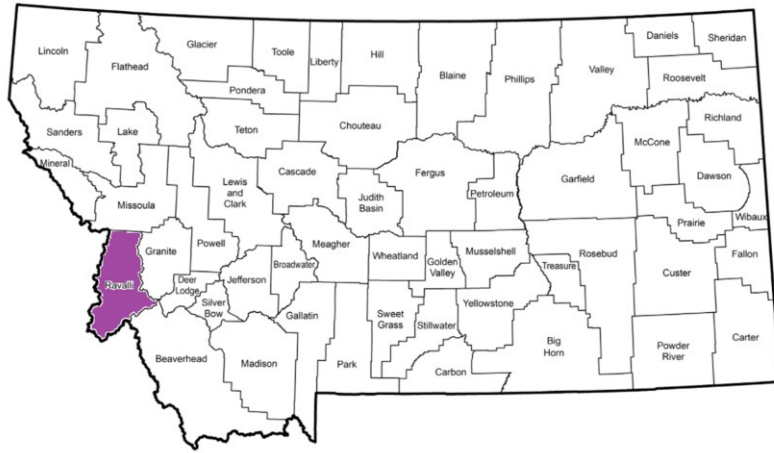 Lincoln
Flathead
Glacier
Toole
Liberty
Hill
Blaine
Phillips
Valley
Daniels
Sheridan
Roosevelt
Pondera
Teton
Chouteau
Sanders
Lake
Mineral
Missoula
Lewis
and
Clark
Cascade
Judith
Basin
Fergus
Petroleum
Garfield
McCone
Richland
Dawson
Wibaux
Prairie
Ravalli
Granite
Powell
Deer
Lodge
Silver
Bow
Jefferson
Broadwater
Meagher
Wheatland
Golden
Valley
Musselshell
Treasure
Rosebud
Custer
Fallon
Beaverhead
Madison
Gallatin
Park
Sweet
Grass
Stillwater
Yellowstone
Carbon
Big
Horn
Powder
River
Carter